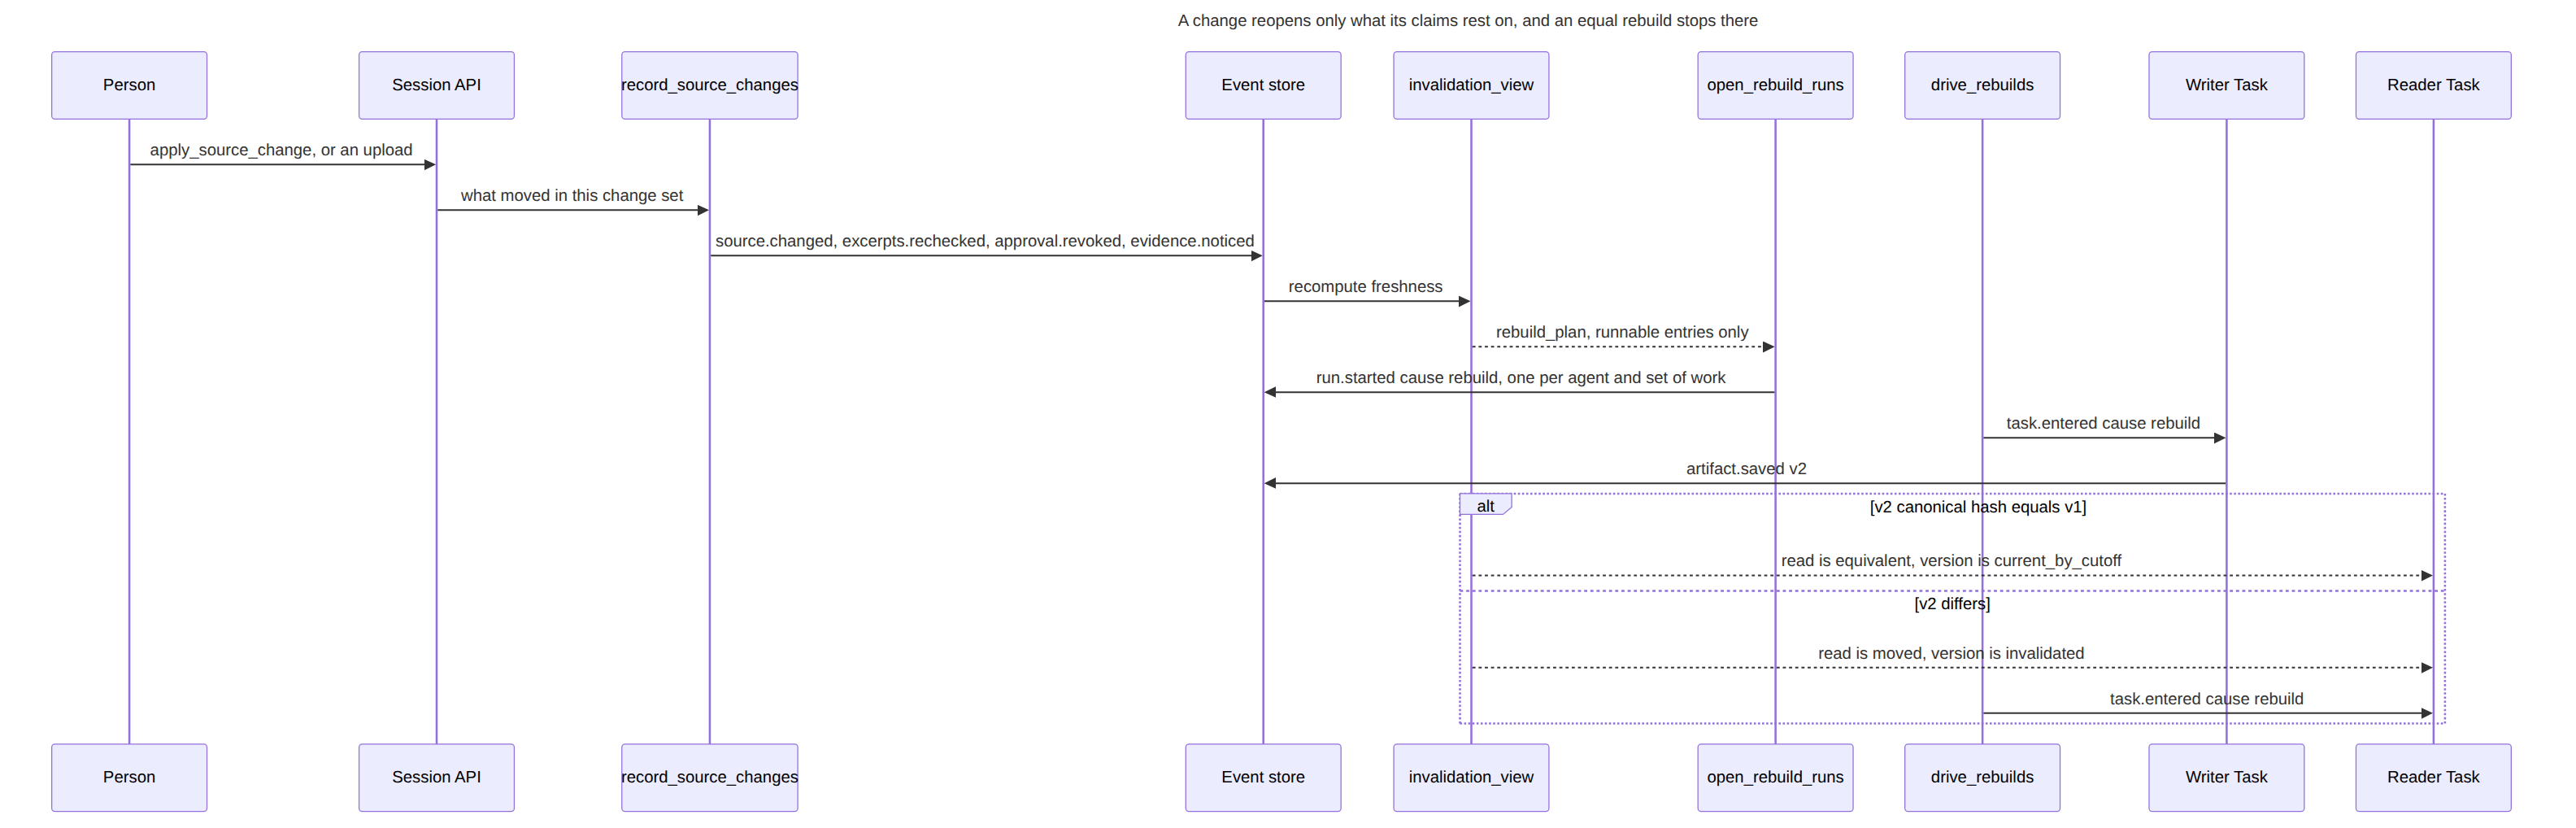 A change reopens only what its claims rest on, and an equal rebuild stops there
Person
Session API
record_source_changes
Event store
invalidation_view
open_rebuild_runs
drive_rebuilds
Writer Task
Reader Task
apply_source_change, or an upload
what moved in this change set
source.changed, excerpts.rechecked, approval.revoked, evidence.noticed
recompute freshness
rebuild_plan, runnable entries only
run.started cause rebuild, one per agent and set of work
task.entered cause rebuild
artifact.saved v2
alt
[v2 canonical hash equals v1]
read is equivalent, version is current_by_cutoff
[v2 differs]
read is moved, version is invalidated
task.entered cause rebuild
Person
Session API
record_source_changes
Event store
invalidation_view
open_rebuild_runs
drive_rebuilds
Writer Task
Reader Task